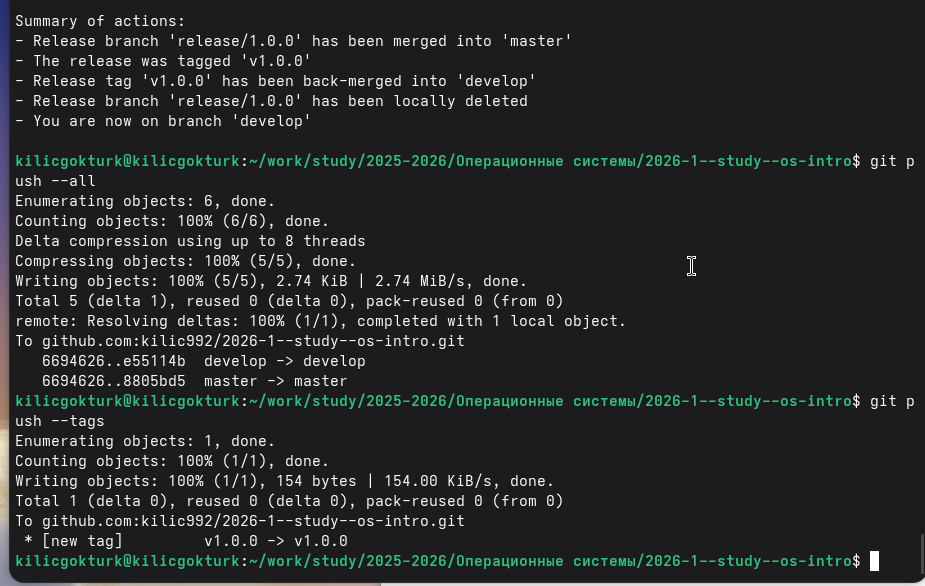 Summary of actions:
- Release branch 'release/1.0.0' has been merged into 'master'
- The release was tagged 'v1.0.0'
- Release tag 'v1.0.0' has been back-merged into 'develop'
- Release branch 'release/1.0.0' has been locally deleted
- You are now on branch 'develop'
kilicgokturk@kilicgokturk:~/work/study/2025-2026/Операционные системы/2026-1--study--os-intro$ git p
ush --all
Enumerating objects: 6, done.
Counting objects: 100% (6/6), done.
Delta compression using up to 8 threads
Compressing objects: 100% (5/5), done.
Writing objects: 100% (5/5), 2.74 KiB | 2.74 MiB/s, done.
Total 5 (delta 1), reused 0 (delta 0), pack-reused 0 (from 0)
remote: Resolving deltas: 100% (1/1), completed with 1 local object.
To github.com:kilic992/2026-1--study--os-intro.git
   6694626..e55114b  develop -> develop
   6694626..8805bd5  master -> master
kilicgokturk@kilicgokturk:~/work/study/2025-2026/Операционные системы/2026-1--study--os-intro$ git p
ush --tags
Enumerating objects: 1, done.
Counting objects: 100% (1/1), done.
Writing objects: 100% (1/1), 154 bytes | 154.00 KiB/s, done.
Total 1 (delta 0), reused 0 (delta 0), pack-reused 0 (from 0)
To github.com:kilic992/2026-1--study--os-intro.git
 * [new tag]         v1.0.0 -> v1.0.0
kilicgokturk@kilicgokturk:~/work/study/2025-2026/Операционные системы/2026-1--study--os-intro$